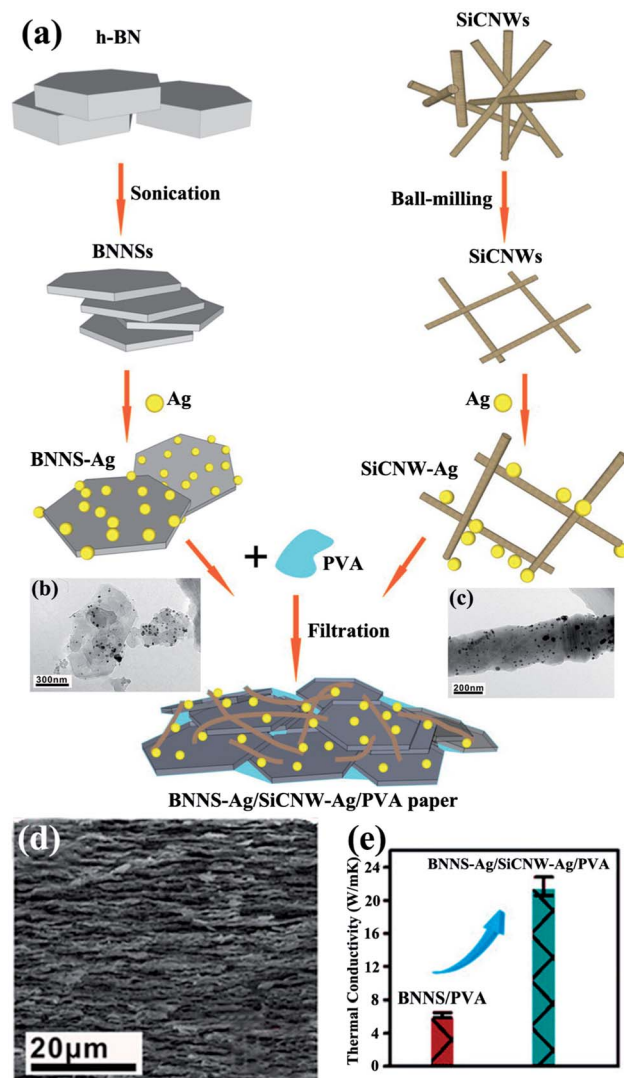 (a)
h-BN
SiCNWs
Sonication
Ball-milling
BNNSs
SiCNWs
Ag
Ag
BNNS-Ag
SiCNW-Ag
+
PVA
(b)
300nm
Filtration
(c)
200nm
BNNS-Ag/SiCNW-Ag/PVA paper
(d)
20μm
(e)
Thermal Conductivity (W/mK)
24
20
16
12
8
4
0
BNNS-Ag/SiCNW-Ag/PVA
BNNS/PVA